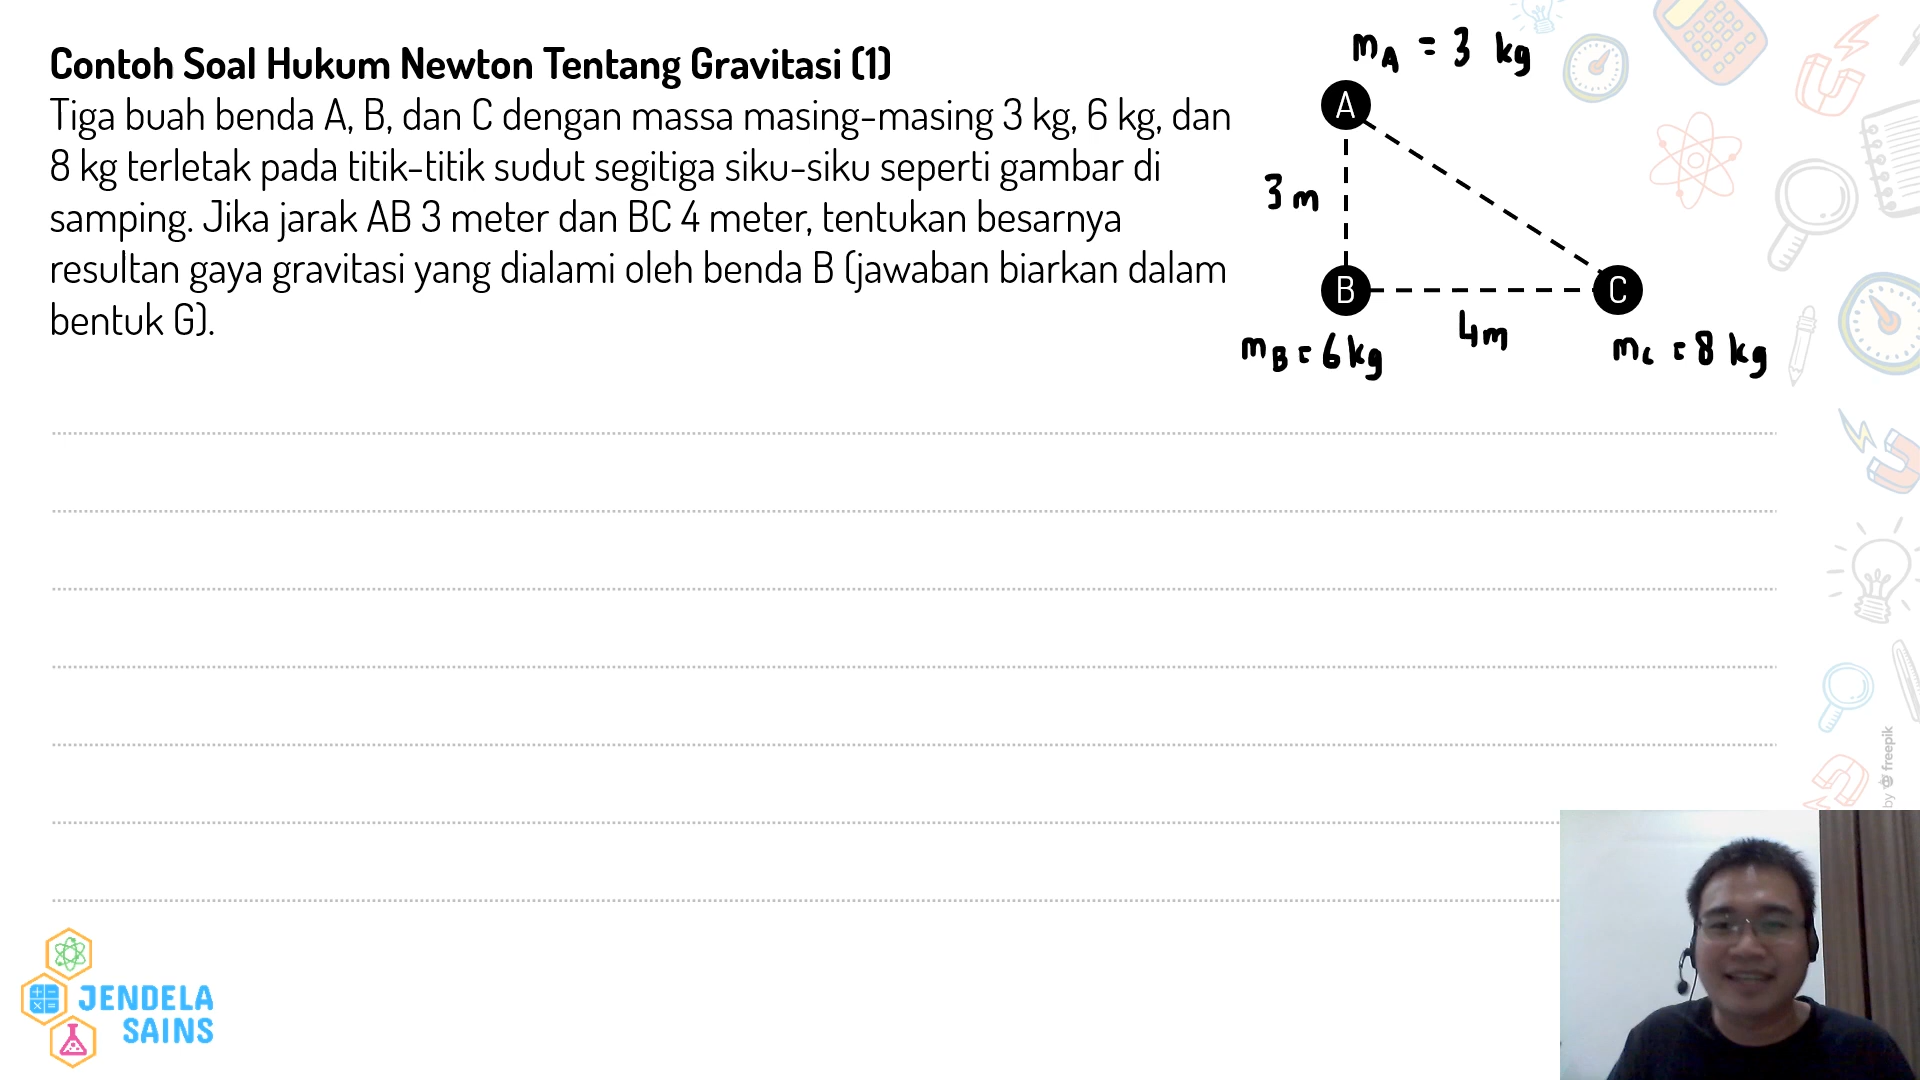 Contoh Soal Hukum Newton Tentang Gravitasi (1)
Tiga buah benda A, B, dan C dengan massa masing-masing 3 kg, 6 kg, dan
8 kg terletak pada titik-titik sudut segitiga siku-siku seperti gambar di
samping. Jika jarak AB 3 meter dan BC 4 meter, tentukan besarnya
resultan gaya gravitasi yang dialami oleh benda B (jawaban biarkan dalam
bentuk G).
mA = 3 kg
A
3 m
B
C
4m
mB = 6 kg
mC = 8 kg
by freepik
JENDELA
SAINS